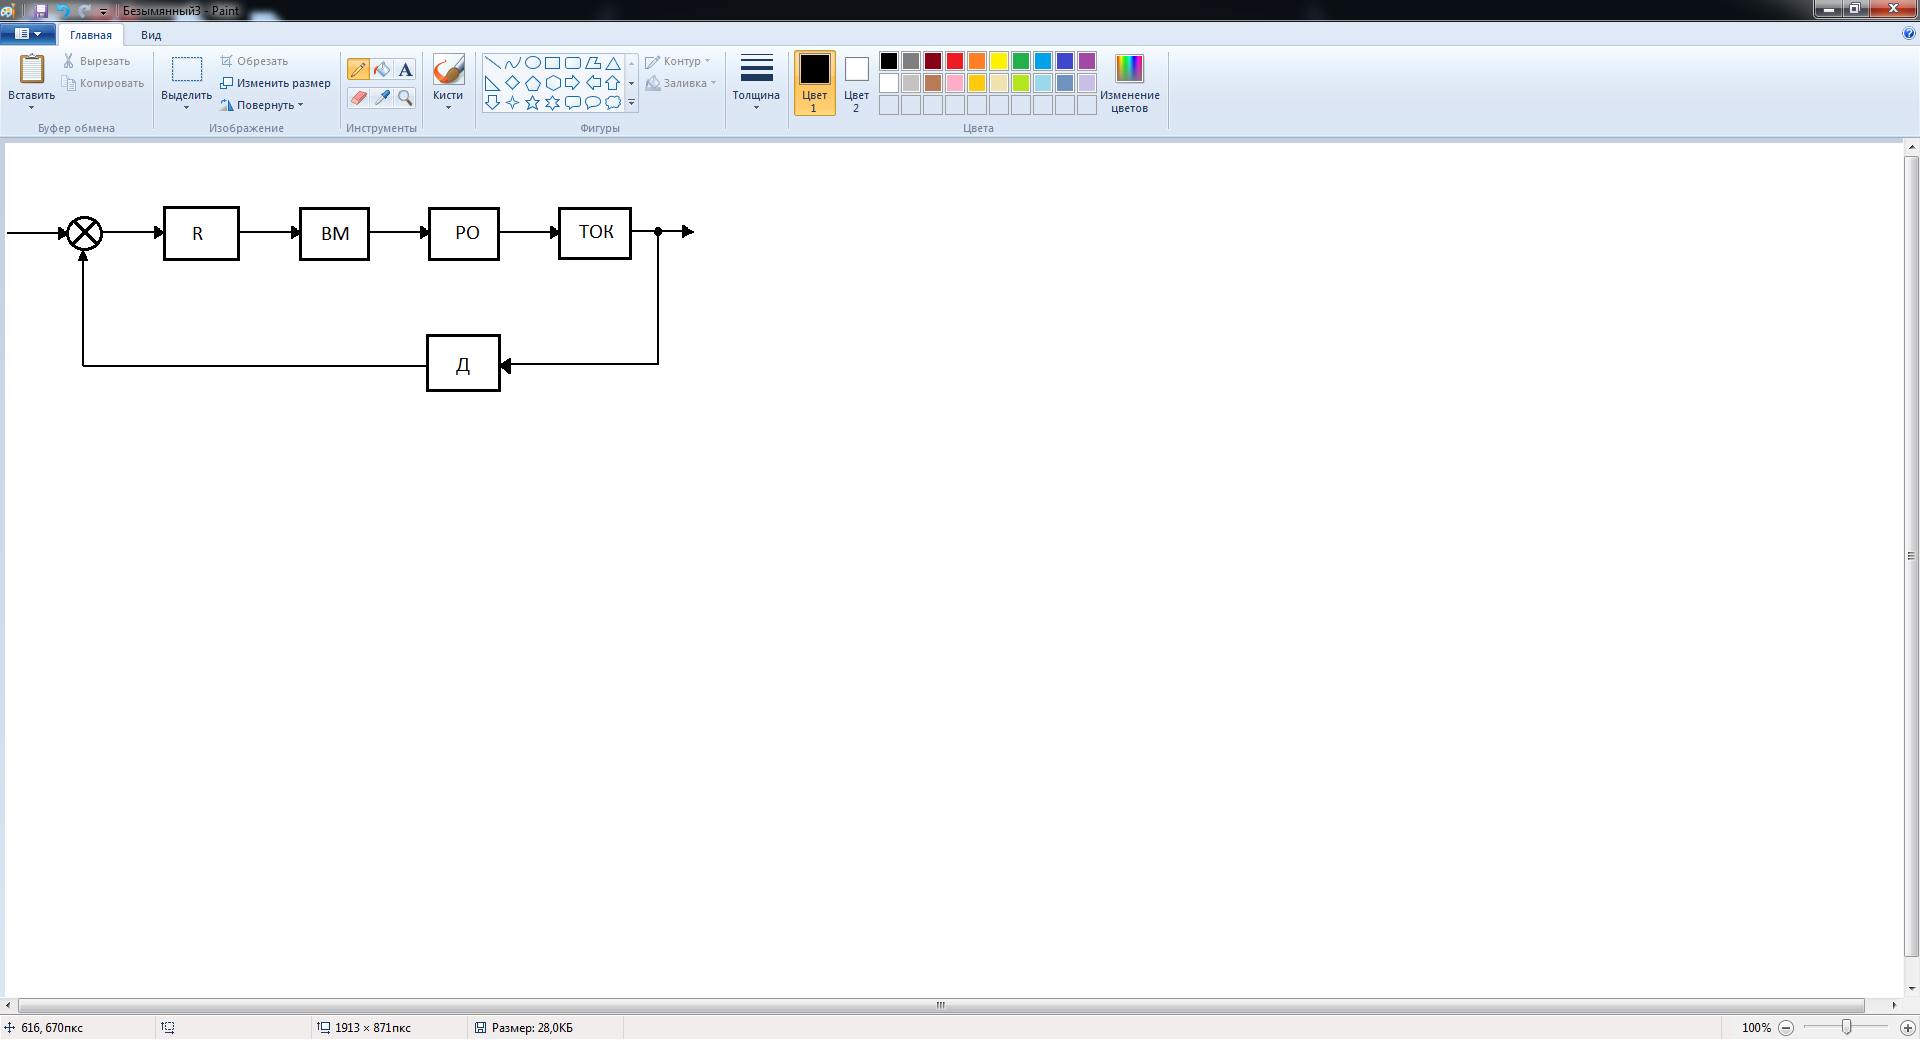 Безымянный3 - Paint
Главная
Вид
Вставить
Вырезать
Копировать
Буфер обмена
Выделить
Обрезать
Изменить размер
Повернуть
Изображение
A
Инструменты
Кисти
Контур
Заливка
Фигуры
Толщина
Цвет
1
Цвет
2
Изменение
цветов
Цвета
R
ВМ
РО
ТОК
Д
616, 670пкс
1913 × 871пкс
Размер: 28,0КБ
100%